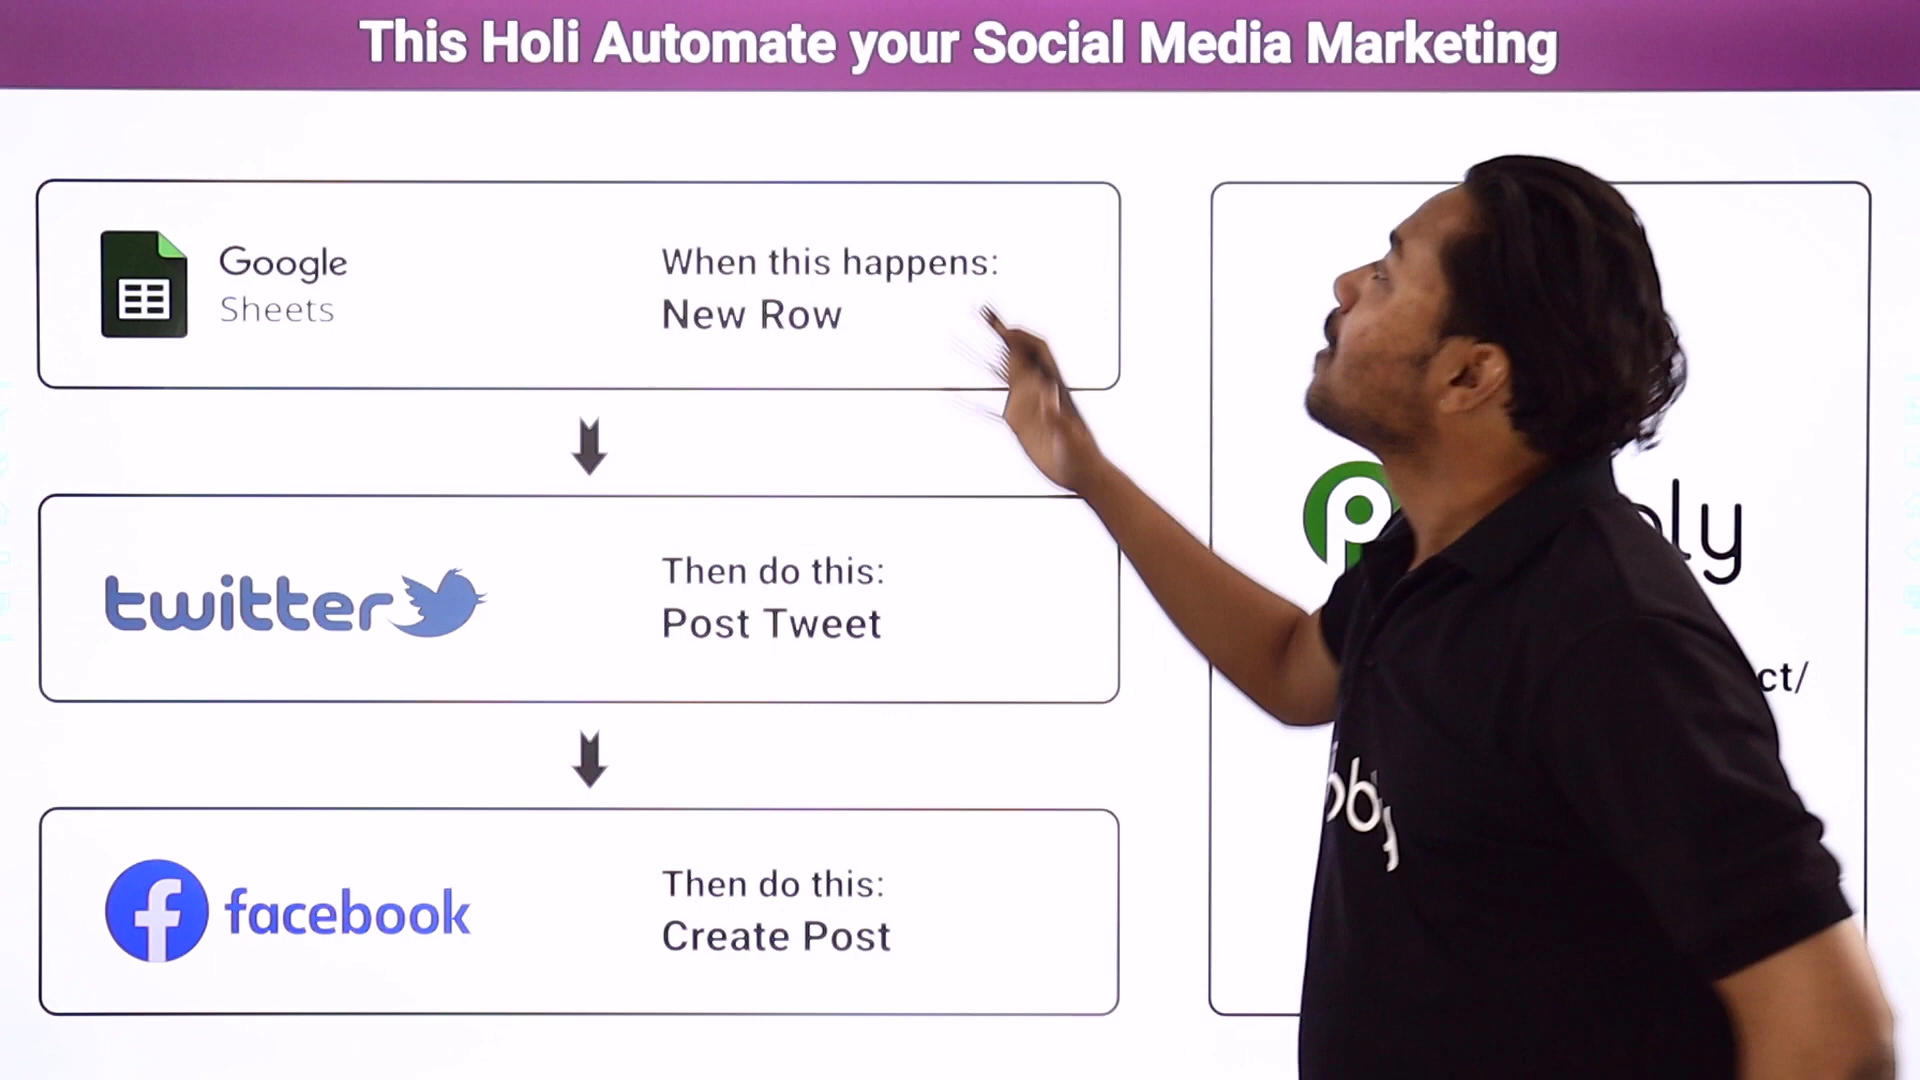 This Holi Automate your Social Media Marketing
Google
Sheets
When this happens:
New Row
twitter
Then do this:
Post Tweet
facebook
Then do this:
Create Post
ct/